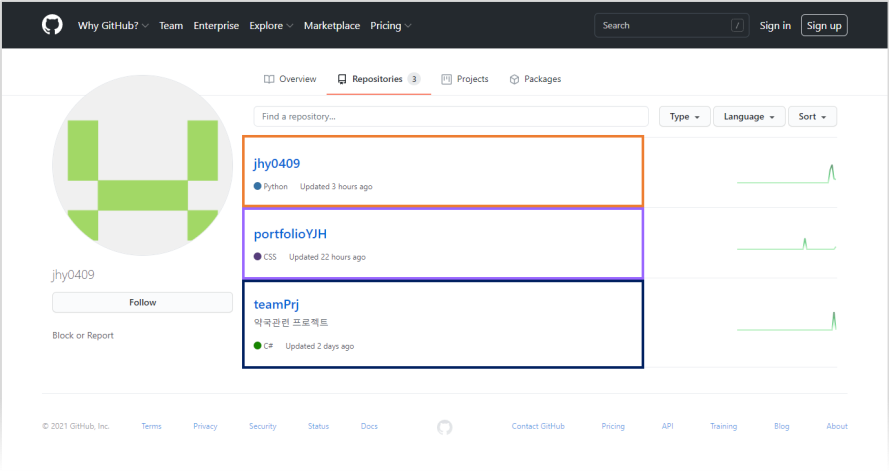 Why GitHub? Team Enterprise Explore Marketplace Pricing Search / Sign in Sign up
Overview Repositories 3 Projects Packages
Find a repository... Type Language Sort
jhy0409
Python Updated 3 hours ago
portfolioYJH
CSS Updated 22 hours ago
jhy0409
Follow
teamPrj
약국관련 프로젝트
Block or Report
C# Updated 2 days ago
© 2021 GitHub, Inc. Terms Privacy Security Status Docs Contact GitHub Pricing API Training Blog About